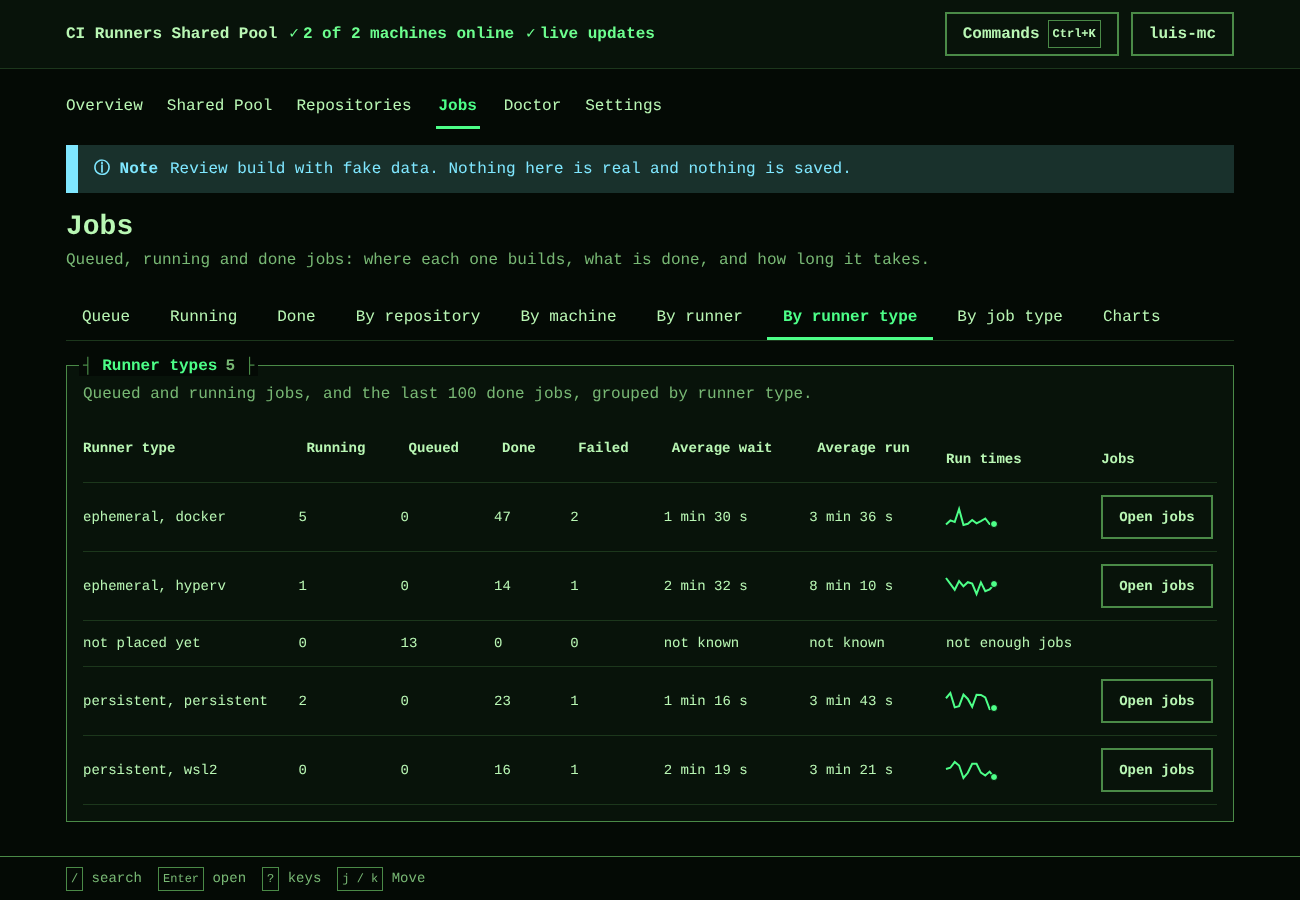 CI Runners Shared Pool ✓ 2 of 2 machines online ✓ live updates Commands Ctrl+K luis-mc
Overview Shared Pool Repositories Jobs Doctor Settings
ⓘ Note Review build with fake data. Nothing here is real and nothing is saved.
Jobs
Queued, running and done jobs: where each one builds, what is done, and how long it takes.
Queue Running Done By repository By machine By runner By runner type By job type Charts
Runner types 5
Queued and running jobs, and the last 100 done jobs, grouped by runner type.
Runner type Running Queued Done Failed Average wait Average run Run times Jobs
ephemeral, docker 5 0 47 2 1 min 30 s 3 min 36 s Open jobs
ephemeral, hyperv 1 0 14 1 2 min 32 s 8 min 10 s Open jobs
not placed yet 0 13 0 0 not known not known not enough jobs
persistent, persistent 2 0 23 1 1 min 16 s 3 min 43 s Open jobs
persistent, wsl2 0 0 16 1 2 min 19 s 3 min 21 s Open jobs
/ search Enter open ? keys j / k Move